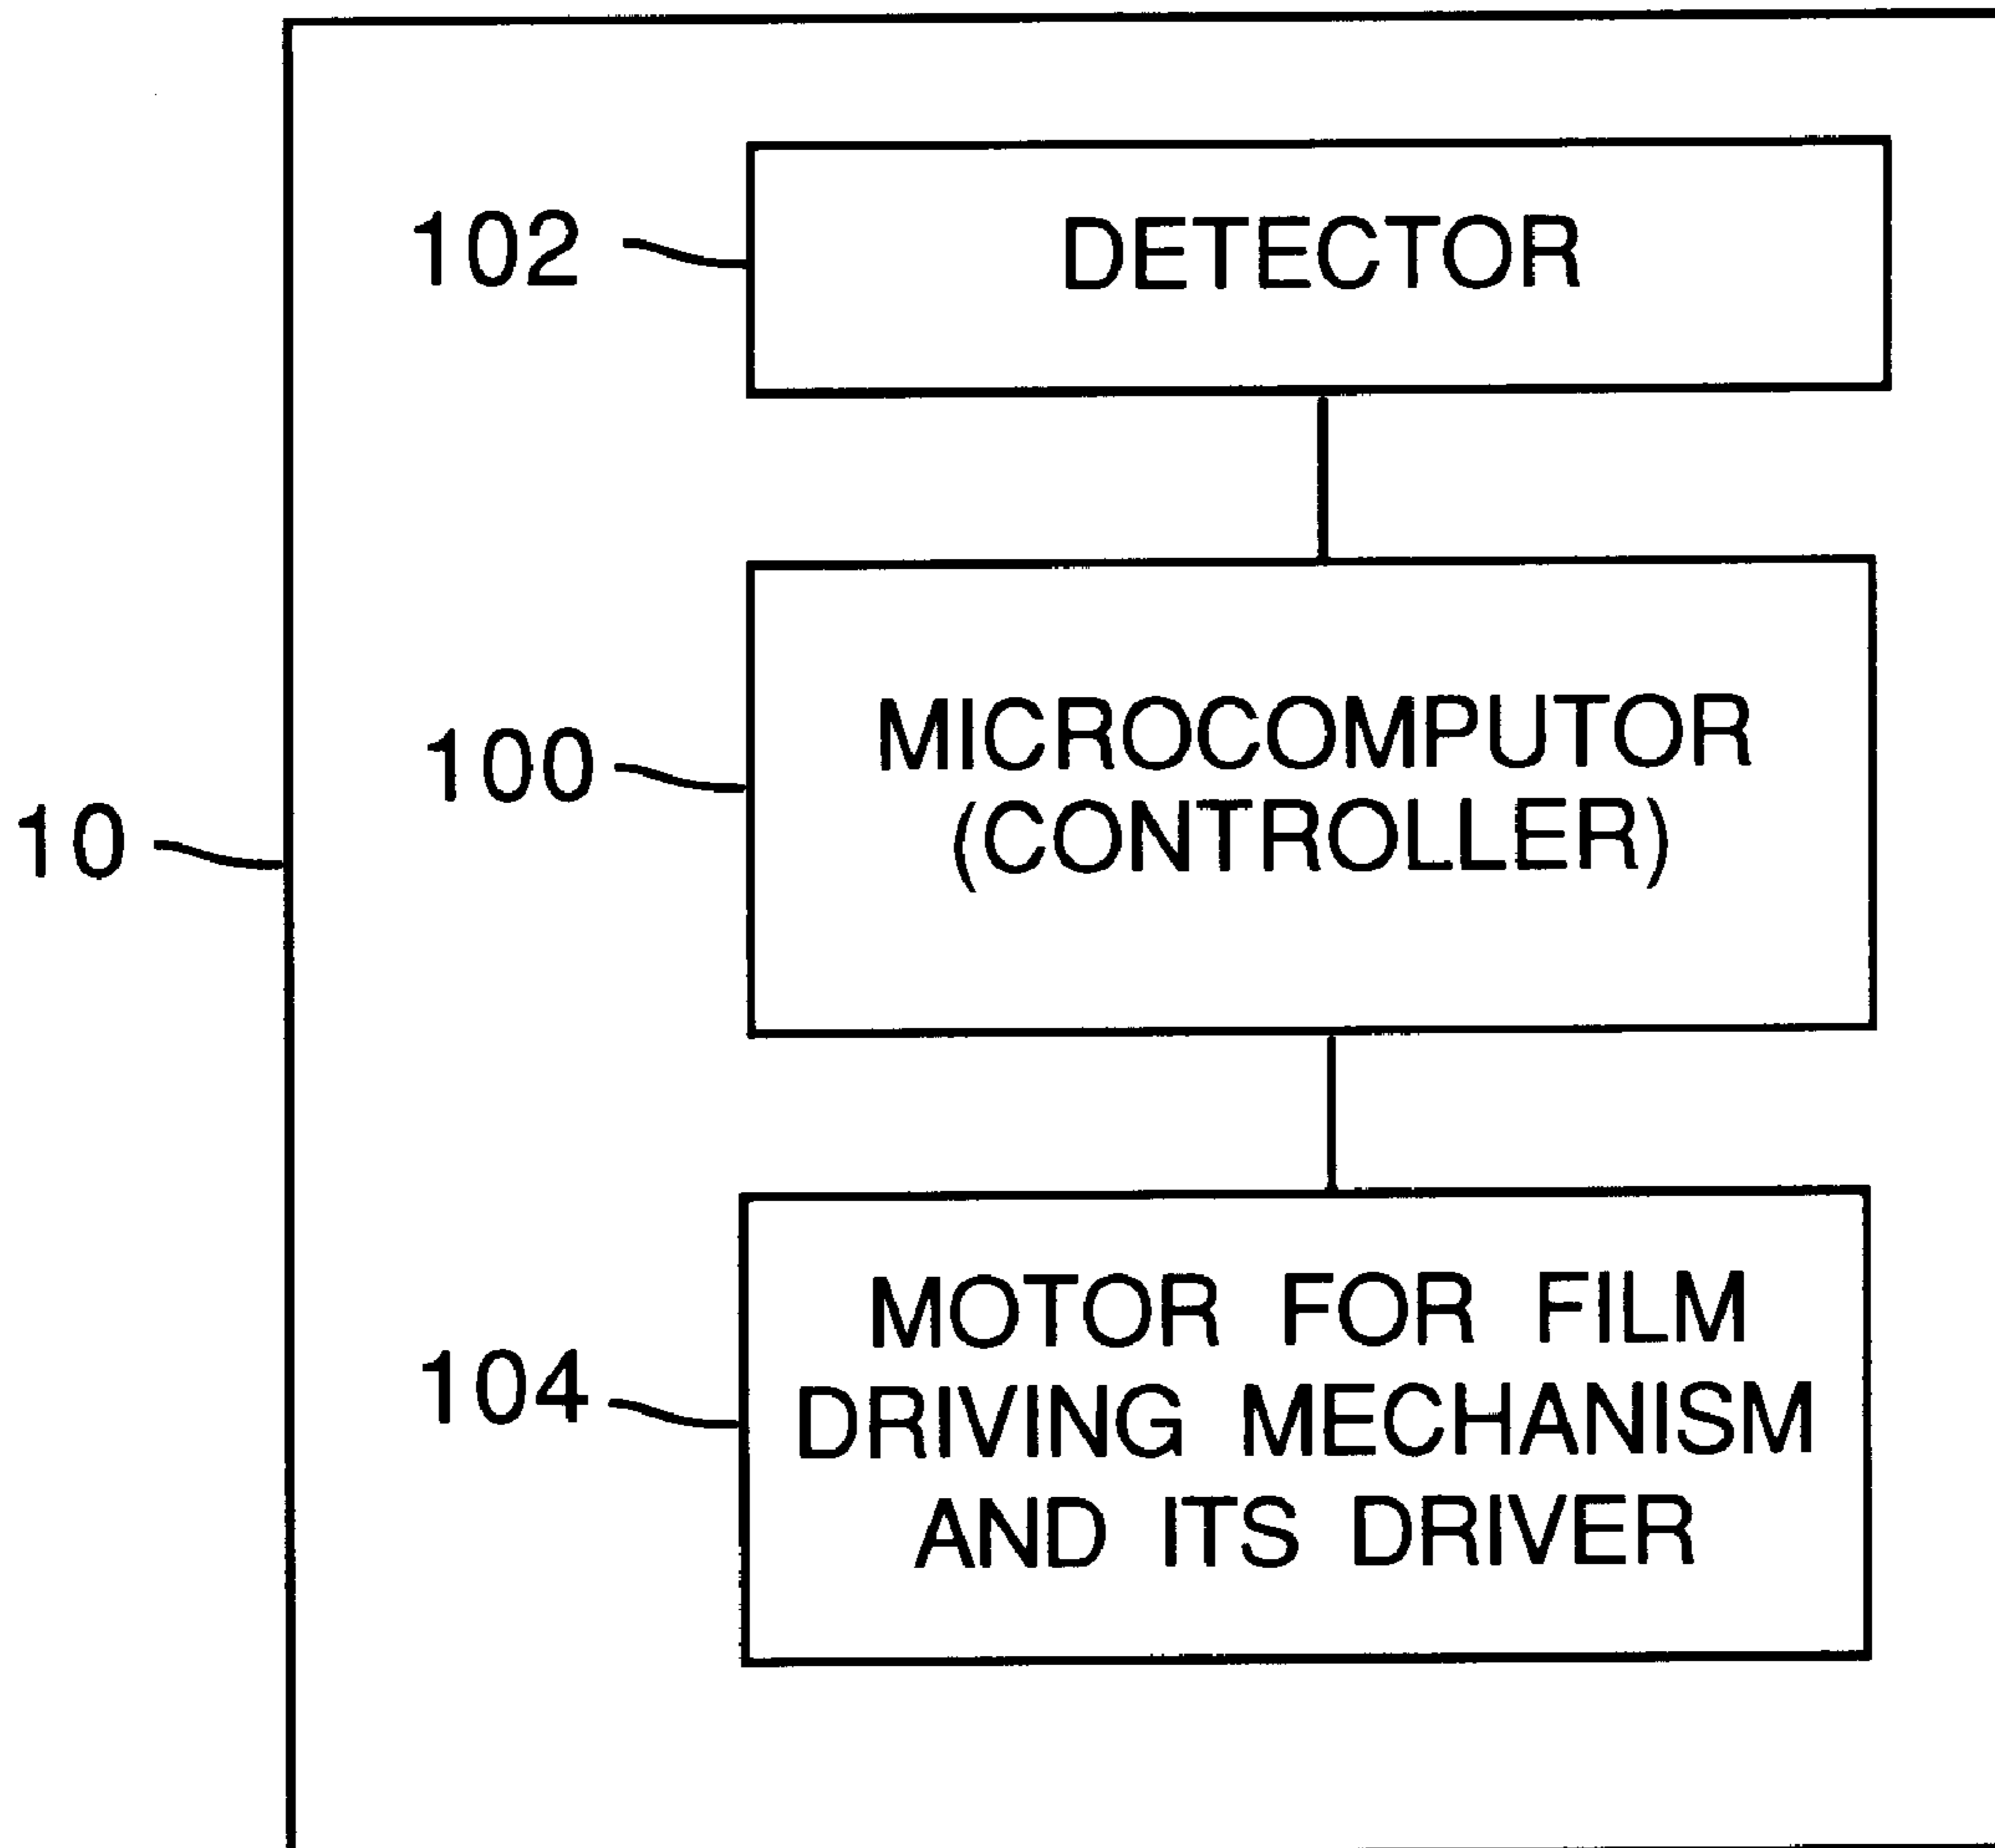 102
DETECTOR
100
MICROCOMPUTOR
(CONTROLLER)
10
104
MOTOR FOR FILM
DRIVING MECHANISM
AND ITS DRIVER